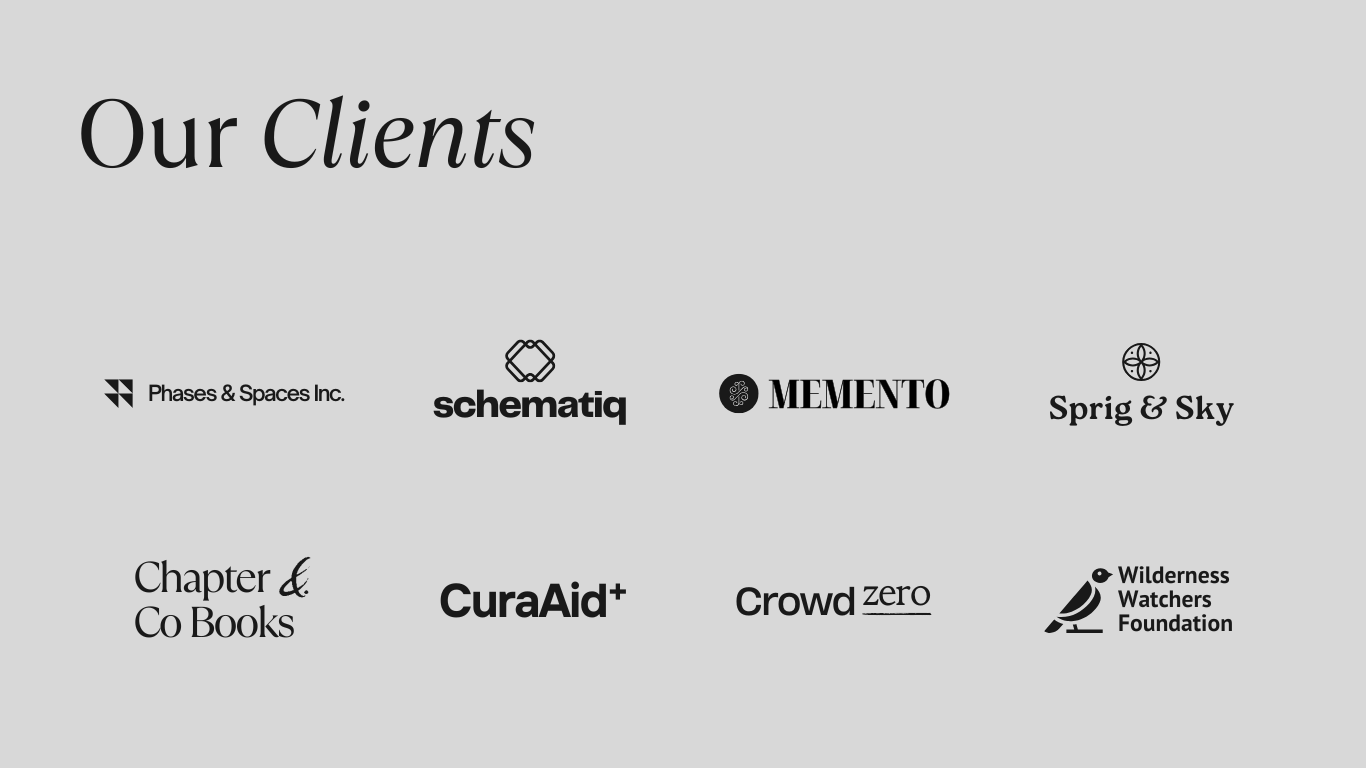 Our Clients
Phases & Spaces Inc.
schematiq
MEMENTO
Sprig & Sky
Chapter &
Co Books
CuraAid+
Crowd zero
Wilderness
Watchers
Foundation